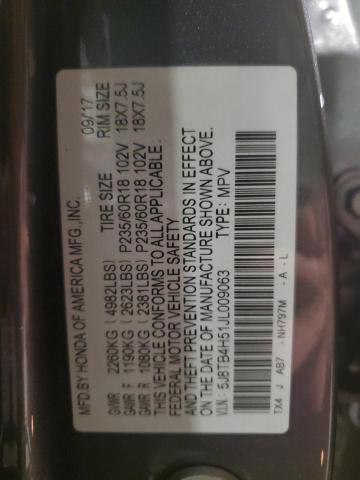 MFD.BY HONDA OF AMERICA MFG.,INC. 09/17
TIRE SIZE RIM SIZE
GVWR 2260KG ( 4982LBS)
GAWR F 1190KG ( 2623LBS) P235/60R18 102V 18X7.5J
GAWR R 1080KG ( 2381LBS) P235/60R18 102V 18X7.5J
THIS VEHICLE CONFORMS TO ALL APPLICABLE
FEDERAL MOTOR VEHICLE SAFETY
AND THEFT PREVENTION STANDARDS IN EFFECT
ON THE DATE OF MANUFACTURE SHOWN ABOVE.
V.I.N.: 5J8TB4H51JL009063 TYPE: MPV
TX4 J AB7 NH797M - A - L